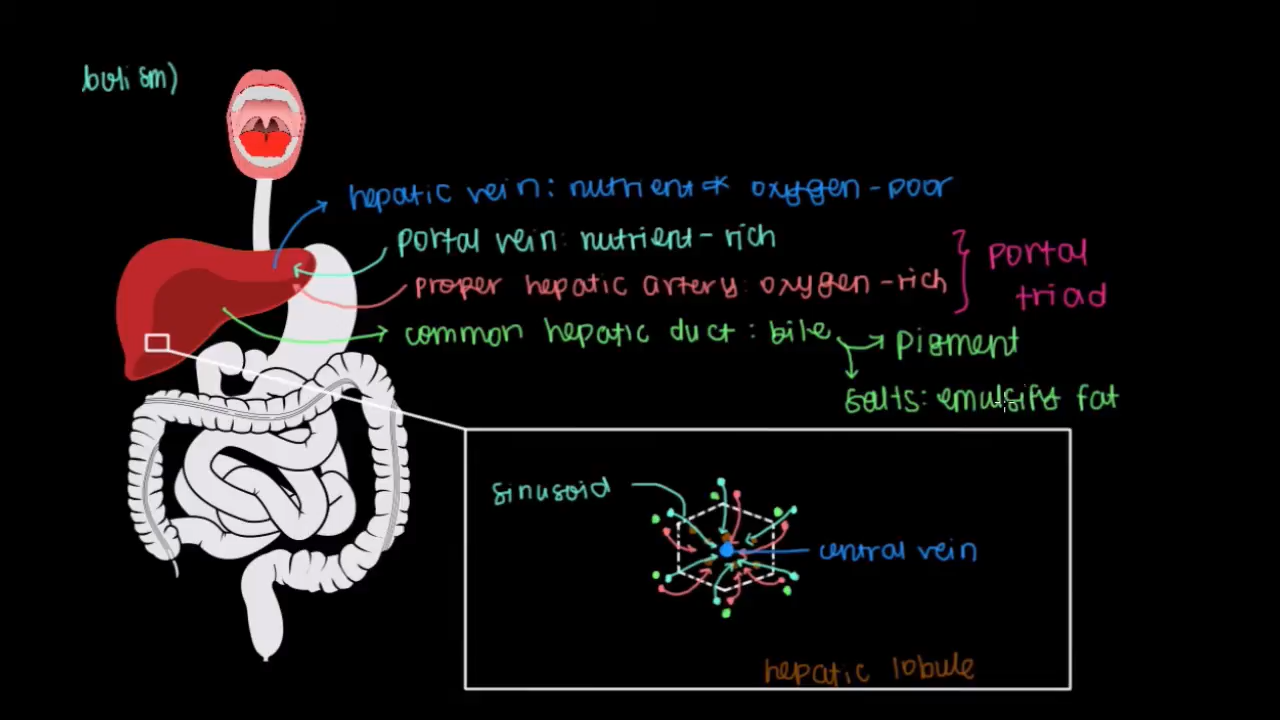 bolism)
hepatic vein: nutrient & oxygen-poor
portal vein: nutrient-rich
proper hepatic artery: oxygen-rich
portal
triad
common hepatic duct: bile
pigment
salts: emulsify fat
sinusoid
central vein
hepatic lobule